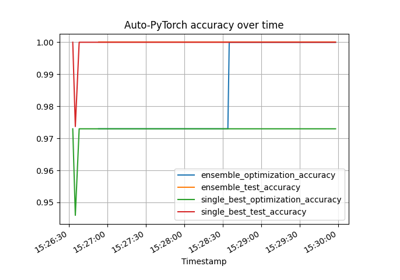 Auto-PyTorch accuracy over time
1.00
0.99
0.98
0.97
0.96
0.95
ensemble_optimization_accuracy
ensemble_test_accuracy
single_best_optimization_accuracy
single_best_test_accuracy
15:26:30
15:27:00
15:27:30
15:28:00
15:28:30
15:29:00
15:29:30
15:30:00
Timestamp